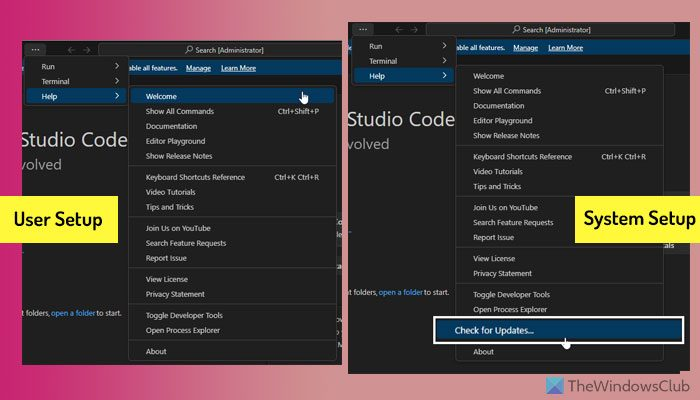 Search [Administrator]
able all features. Manage Learn More
Run
Terminal
Help
Welcome
Show All Commands Ctrl+Shift+P
Documentation
Editor Playground
Show Release Notes
Keyboard Shortcuts Reference Ctrl+K Ctrl+R
Video Tutorials
Tips and Tricks
Join Us on YouTube
Search Feature Requests
Report Issue
View License
Privacy Statement
Toggle Developer Tools
Open Process Explorer
About
Studio Code
volved
User Setup
nt folders, open a folder to start.
Search [Administrator]
able all features. Manage Learn More
Run
Terminal
Help
Welcome
Show All Commands Ctrl+Shift+P
Documentation
Editor Playground
Show Release Notes
Keyboard Shortcuts Reference Ctrl+K Ctrl+R
Video Tutorials
Tips and Tricks
Join Us on YouTube
Search Feature Requests
Report Issue
View License
Privacy Statement
Toggle Developer Tools
Open Process Explorer
Check for Updates...
About
Studio Code
volved
System Setup
nt folders, open a folder to start.
TheWindowsClub